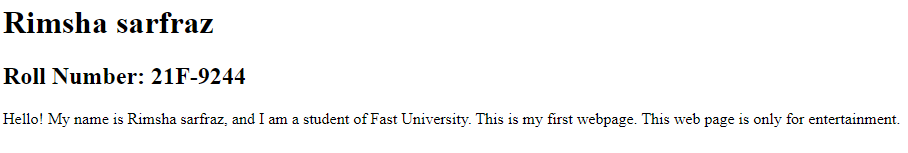 Rimsha sarfraz
Roll Number: 21F-9244
Hello! My name is Rimsha sarfraz, and I am a student of Fast University. This is my first webpage. This web page is only for entertainment.